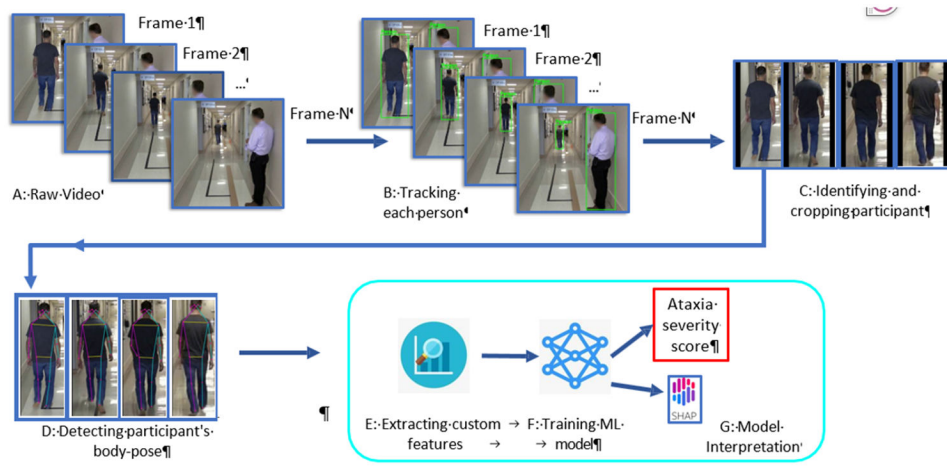 Frame·1¶
Frame·2¶
...
Frame·N
A:·Raw·Video
Frame·1¶
Frame·2¶
...
Frame·N
B:·Tracking·
each·person
C:·Identifying·and·
cropping·participant¶
D:·Detecting·participant's·
body-pose¶
¶
E:·Extracting·custom → F:·Training·ML·
features → → model¶
Ataxia·
severity·
score¶
SHAP
G:·Model·
Interpretation